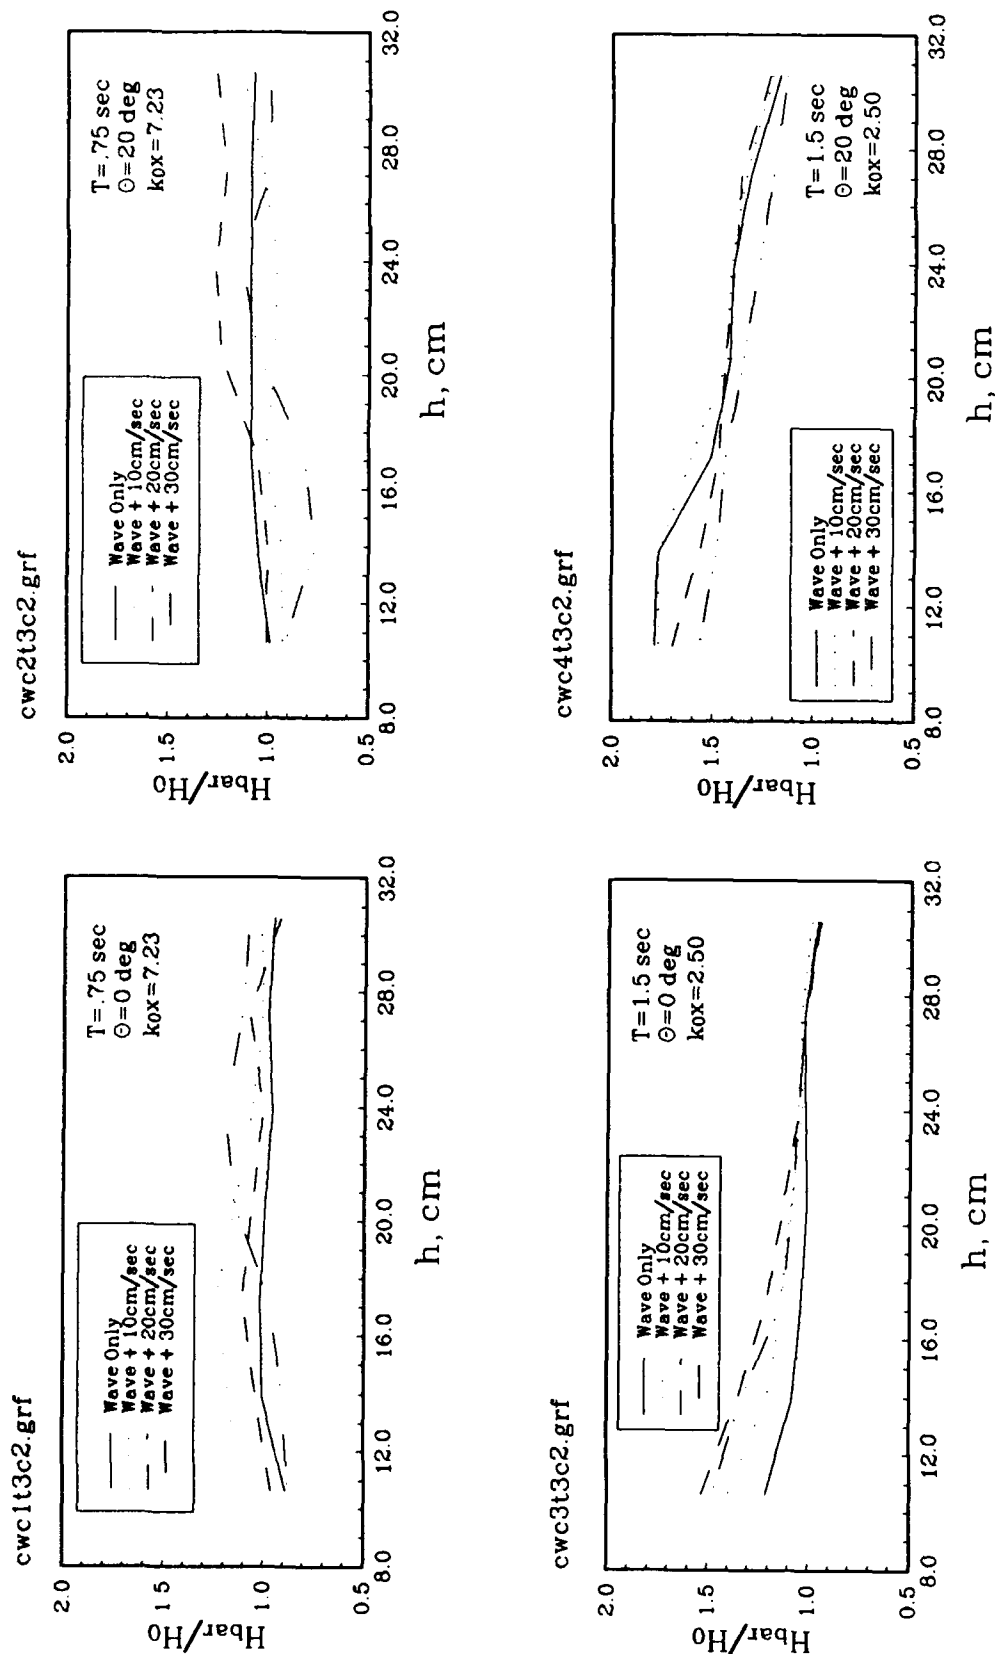 cwc1t3c2.grf
Wave Only
Wave + 10cm/sec
Wave + 20cm/sec
Wave + 30cm/sec
T=.75 sec
Θ=0 deg
k0x=7.23
2.0
1.5
1.0
0.5
Hbar/H0
8.0 12.0 16.0 20.0 24.0 28.0 32.0
h, cm
cwc2t3c2.grf
Wave Only
Wave + 10cm/sec
Wave + 20cm/sec
Wave + 30cm/sec
T=.75 sec
Θ=20 deg
k0x=7.23
2.0
1.5
1.0
0.5
Hbar/H0
8.0 12.0 16.0 20.0 24.0 28.0 32.0
h, cm
cwc3t3c2.grf
Wave Only
Wave + 10cm/sec
Wave + 20cm/sec
Wave + 30cm/sec
T=1.5 sec
Θ=0 deg
k0x=2.50
2.0
1.5
1.0
0.5
Hbar/H0
8.0 12.0 16.0 20.0 24.0 28.0 32.0
h, cm
cwc4t3c2.grf
Wave Only
Wave + 10cm/sec
Wave + 20cm/sec
Wave + 30cm/sec
T=1.5 sec
Θ=20 deg
k0x=2.50
2.0
1.5
1.0
0.5
Hbar/H0
8.0 12.0 16.0 20.0 24.0 28.0 32.0
h, cm